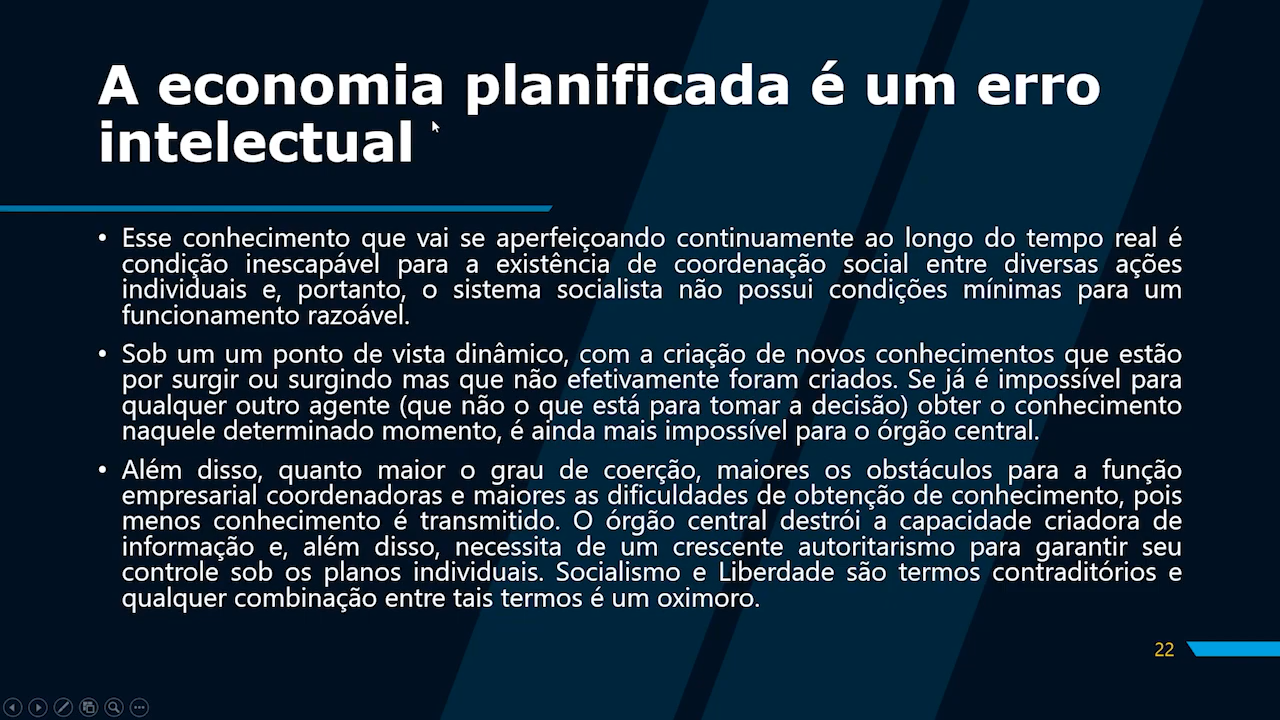 A economia planificada é um erro
intelectual
• Esse conhecimento que vai se aperfeiçoando continuamente ao longo do tempo real é
condição inescapável para a existência de coordenação social entre diversas ações
individuais e, portanto, o sistema socialista não possui condições mínimas para um
funcionamento razoável.
• Sob um um ponto de vista dinâmico, com a criação de novos conhecimentos que estão
por surgir ou surgindo mas que não efetivamente foram criados. Se já é impossível para
qualquer outro agente (que não o que está para tomar a decisão) obter o conhecimento
naquele determinado momento, é ainda mais impossível para o órgão central.
• Além disso, quanto maior o grau de coerção, maiores os obstáculos para a função
empresarial coordenadoras e maiores as dificuldades de obtenção de conhecimento, pois
menos conhecimento é transmitido. O órgão central destrói a capacidade criadora de
informação e, além disso, necessita de um crescente autoritarismo para garantir seu
controle sob os planos individuais. Socialismo e Liberdade são termos contraditórios e
qualquer combinação entre tais termos é um oximoro.
22